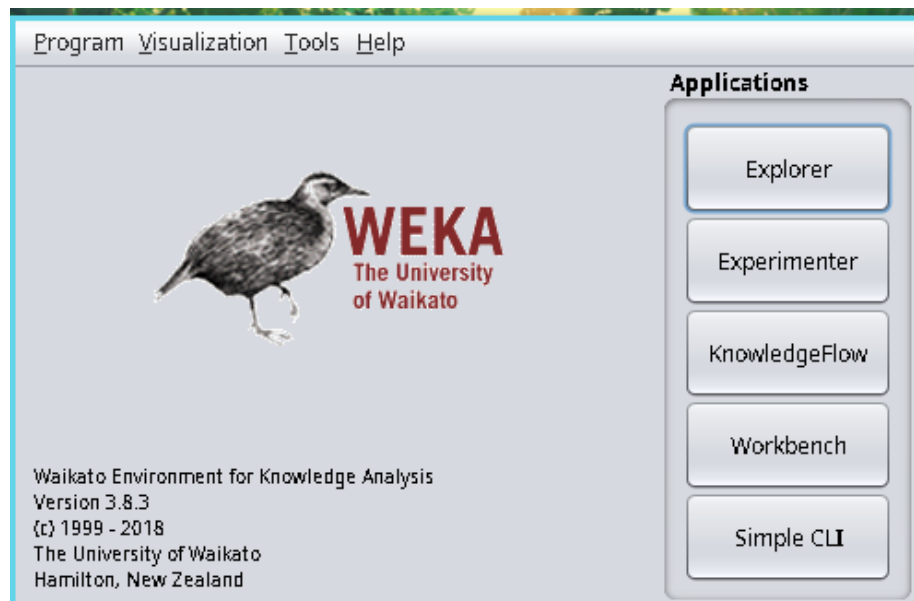 Program Visualization Tools Help
Applications
Explorer
Experimenter
KnowledgeFlow
Workbench
Simple CLI
WEKA
The University
of Waikato
Waikato Environment for Knowledge Analysis
Version 3.8.3
(c) 1999 - 2018
The University of Waikato
Hamilton, New Zealand